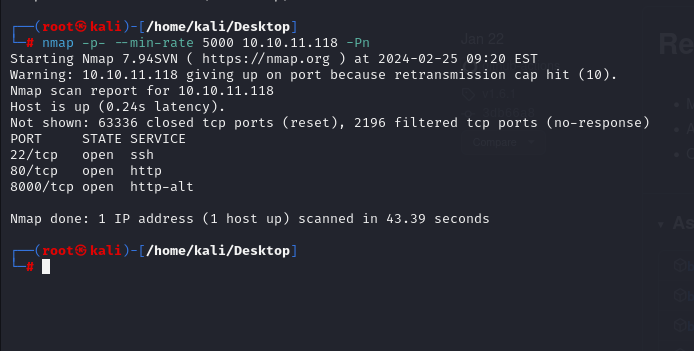 ┌──(root㉿kali)-[/home/kali/Desktop]
└─# nmap -p- --min-rate 5000 10.10.11.118 -Pn
Starting Nmap 7.94SVN ( https://nmap.org ) at 2024-02-25 09:20 EST
Warning: 10.10.11.118 giving up on port because retransmission cap hit (10).
Nmap scan report for 10.10.11.118
Host is up (0.24s latency).
Not shown: 63336 closed tcp ports (reset), 2196 filtered tcp ports (no-response)
PORT     STATE SERVICE
22/tcp   open  ssh
80/tcp   open  http
8000/tcp open  http-alt
Nmap done: 1 IP address (1 host up) scanned in 43.39 seconds
┌──(root㉿kali)-[/home/kali/Desktop]
└─#
Jan 22
Compare
Re
As